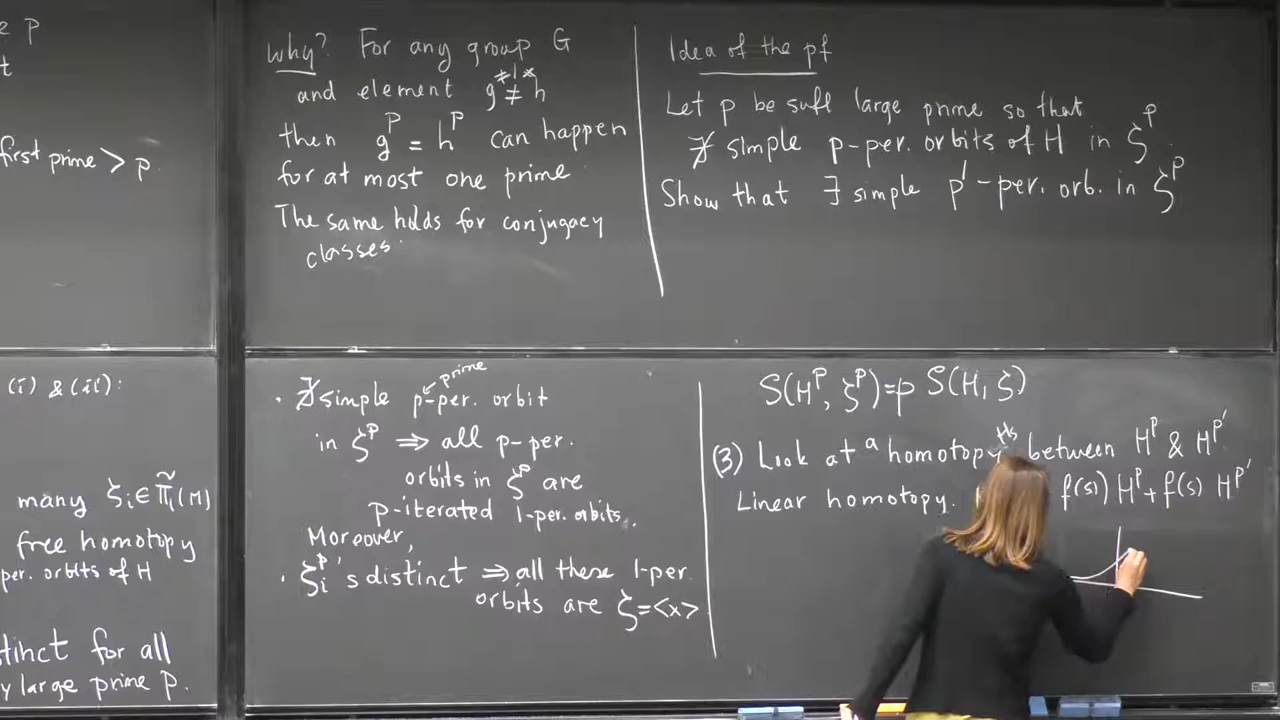 e P
t
first prime > p
(i) & (ii):
many ζi ∈ π̃1(M)
free homotopy
per. orbits of H
tinct for all
y large prime p.
why? For any group G
and element g ≠ h
then g^p = h^p can happen
for at most one prime
The same holds for conjugacy
classes.
Idea of the pf
Let p be suff large prime so that
∄ simple p-per. orbits of H in ζ^p
Show that ∃ simple p'-per. orb. in ζ^p
· ∄ simple p-per. orbit
prime
in ζ^p ⇒ all p-per.
orbits in ζ^p are
p-iterated 1-per. orbits.
Moreover,
· ζi^p's distinct ⇒ all these 1-per.
orbits are ζ=<x>
S(H^p, ζ^p)=p S(H, ζ)
(3) Look at a homotopy Hs between H^p & H^p'
Linear homotopy. f(s)) H^p + f(s) H^p'